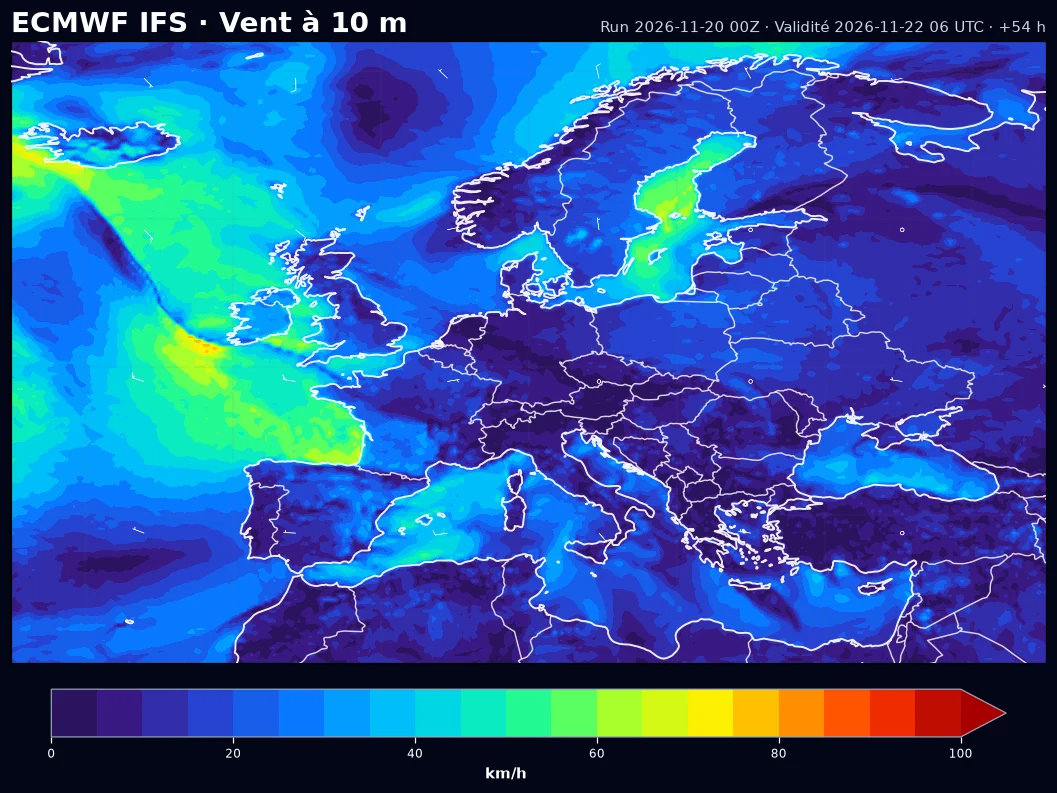 ECMWF IFS · Vent à 10 m
Run 2026-11-20 00Z · Validité 2026-11-22 06 UTC · +54 h
0 20 40 60 80 100
km/h